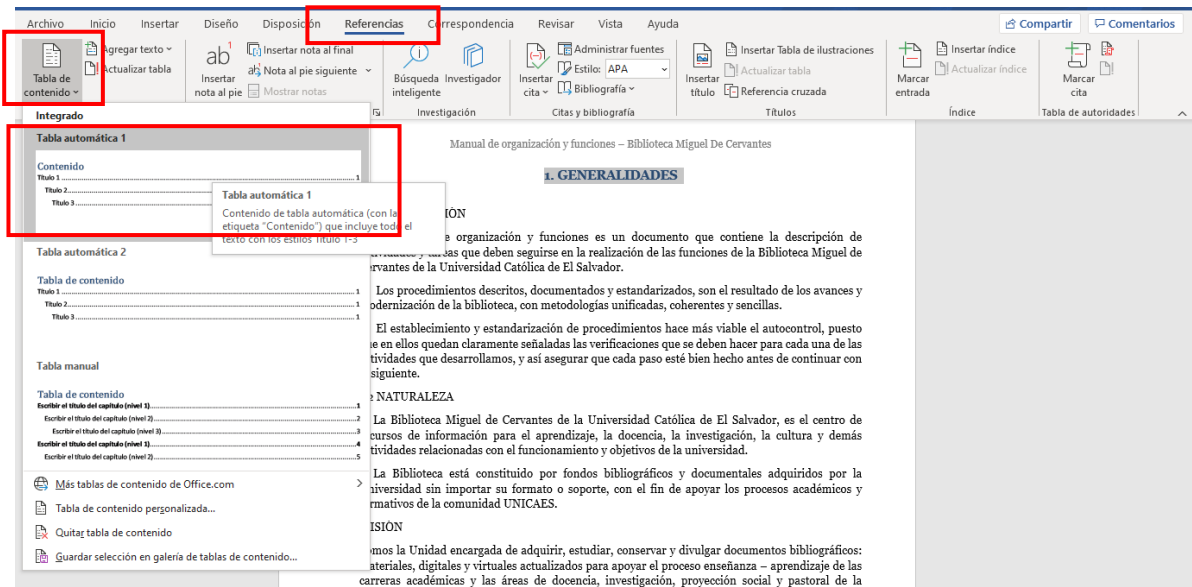 Archivo Inicio Insertar Diseño Disposición Referencias Correspondencia Revisar Vista Ayuda Compartir Comentarios
Tabla de contenido
Agregar texto
Actualizar tabla
ab1
Insertar nota al pie
Insertar nota al final
Nota al pie siguiente
Mostrar notas
Búsqueda inteligente
Investigador
Investigación
Insertar cita
Administrar fuentes
Estilo: APA
Bibliografía
Citas y bibliografía
Insertar título
Insertar Tabla de ilustraciones
Actualizar tabla
Referencia cruzada
Títulos
Marcar entrada
Insertar índice
Actualizar índice
Índice
Marcar cita
Tabla de autoridades
Integrado
Tabla automática 1
Contenido
Título 1 1
Título 2
Título 3
Tabla automática 1
Contenido de tabla automática (con la
etiqueta "Contenido") que incluye todo el
texto con los estilos Título 1-3
Tabla automática 2
Tabla de contenido
Título 1 1
Título 2 1
Título 3 1
Tabla manual
Tabla de contenido
Escribir el título del capítulo (nivel 1) 1
Escribir el título del capítulo (nivel 2) 2
Escribir el título del capítulo (nivel 3) 3
Escribir el título del capítulo (nivel 1) 4
Escribir el título del capítulo (nivel 2) 5
Más tablas de contenido de Office.com
Tabla de contenido personalizada...
Quitar tabla de contenido
Guardar selección en galería de tablas de contenido...
Manual de organización y funciones – Biblioteca Miguel De Cervantes
1. GENERALIDADES
IÓN
e organización y funciones es un documento que contiene la descripción de
tareas que deben seguirse en la realización de las funciones de la Biblioteca Miguel de
ervantes de la Universidad Católica de El Salvador.
Los procedimientos descritos, documentados y estandarizados, son el resultado de los avances y
odernización de la biblioteca, con metodologías unificadas, coherentes y sencillas.
El establecimiento y estandarización de procedimientos hace más viable el autocontrol, puesto
e en ellos quedan claramente señaladas las verificaciones que se deben hacer para cada una de las
tividades que desarrollamos, y así asegurar que cada paso esté bien hecho antes de continuar con
siguiente.
NATURALEZA
La Biblioteca Miguel de Cervantes de la Universidad Católica de El Salvador, es el centro de
cursos de información para el aprendizaje, la docencia, la investigación, la cultura y demás
tividades relacionadas con el funcionamiento y objetivos de la universidad.
La Biblioteca está constituido por fondos bibliográficos y documentales adquiridos por la
niversidad sin importar su formato o soporte, con el fin de apoyar los procesos académicos y
rmativos de la comunidad UNICAES.
ISIÓN
omos la Unidad encargada de adquirir, estudiar, conservar y divulgar documentos bibliográficos:
ateriales, digitales y virtuales actualizados para apoyar el proceso enseñanza – aprendizaje de las
carreras académicas y las áreas de docencia, investigación, proyección social y pastoral de la